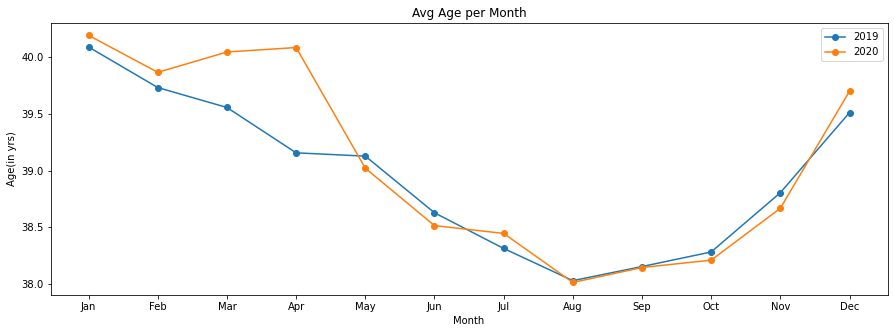 Avg Age per Month
2019
2020
40.0
39.5
39.0
38.5
38.0
Age(in yrs)
Jan Feb Mar Apr May Jun Jul Aug Sep Oct Nov Dec
Month